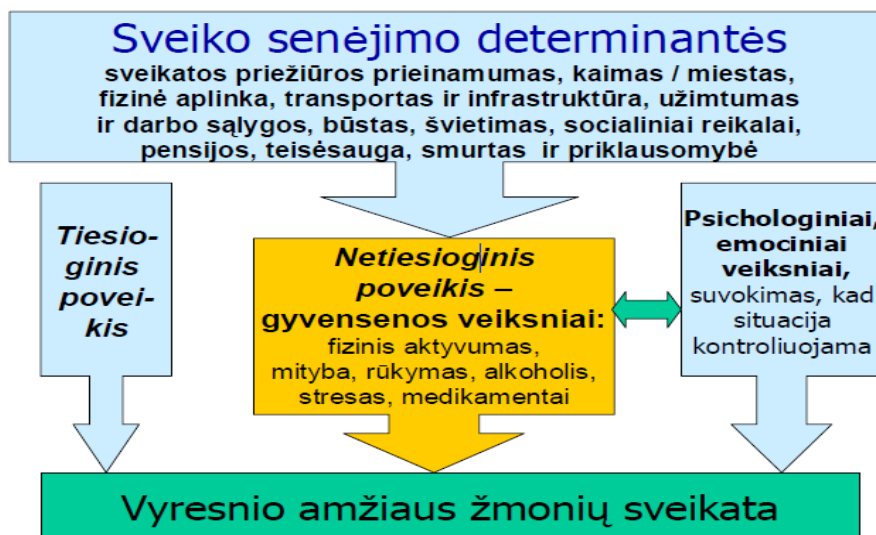 Sveiko senėjimo determinantės
sveikatos priežiūros prieinamumas, kaimas / miestas,
fizinė aplinka, transportas ir infrastruktūra, užimtumas
ir darbo sąlygos, būstas, švietimas, socialiniai reikalai,
pensijos, teisėsauga, smurtas ir priklausomybė
Tiesio-
ginis
povei-
kis
Netiesioginis
poveikis –
gyvensenos veiksniai:
fizinis aktyvumas,
mityba, rūkymas, alkoholis,
stresas, medikamentai
Psichologiniai,
emociniai
veiksniai,
suvokimas, kad
situacija
kontroliuojama
Vyresnio amžiaus žmonių sveikata